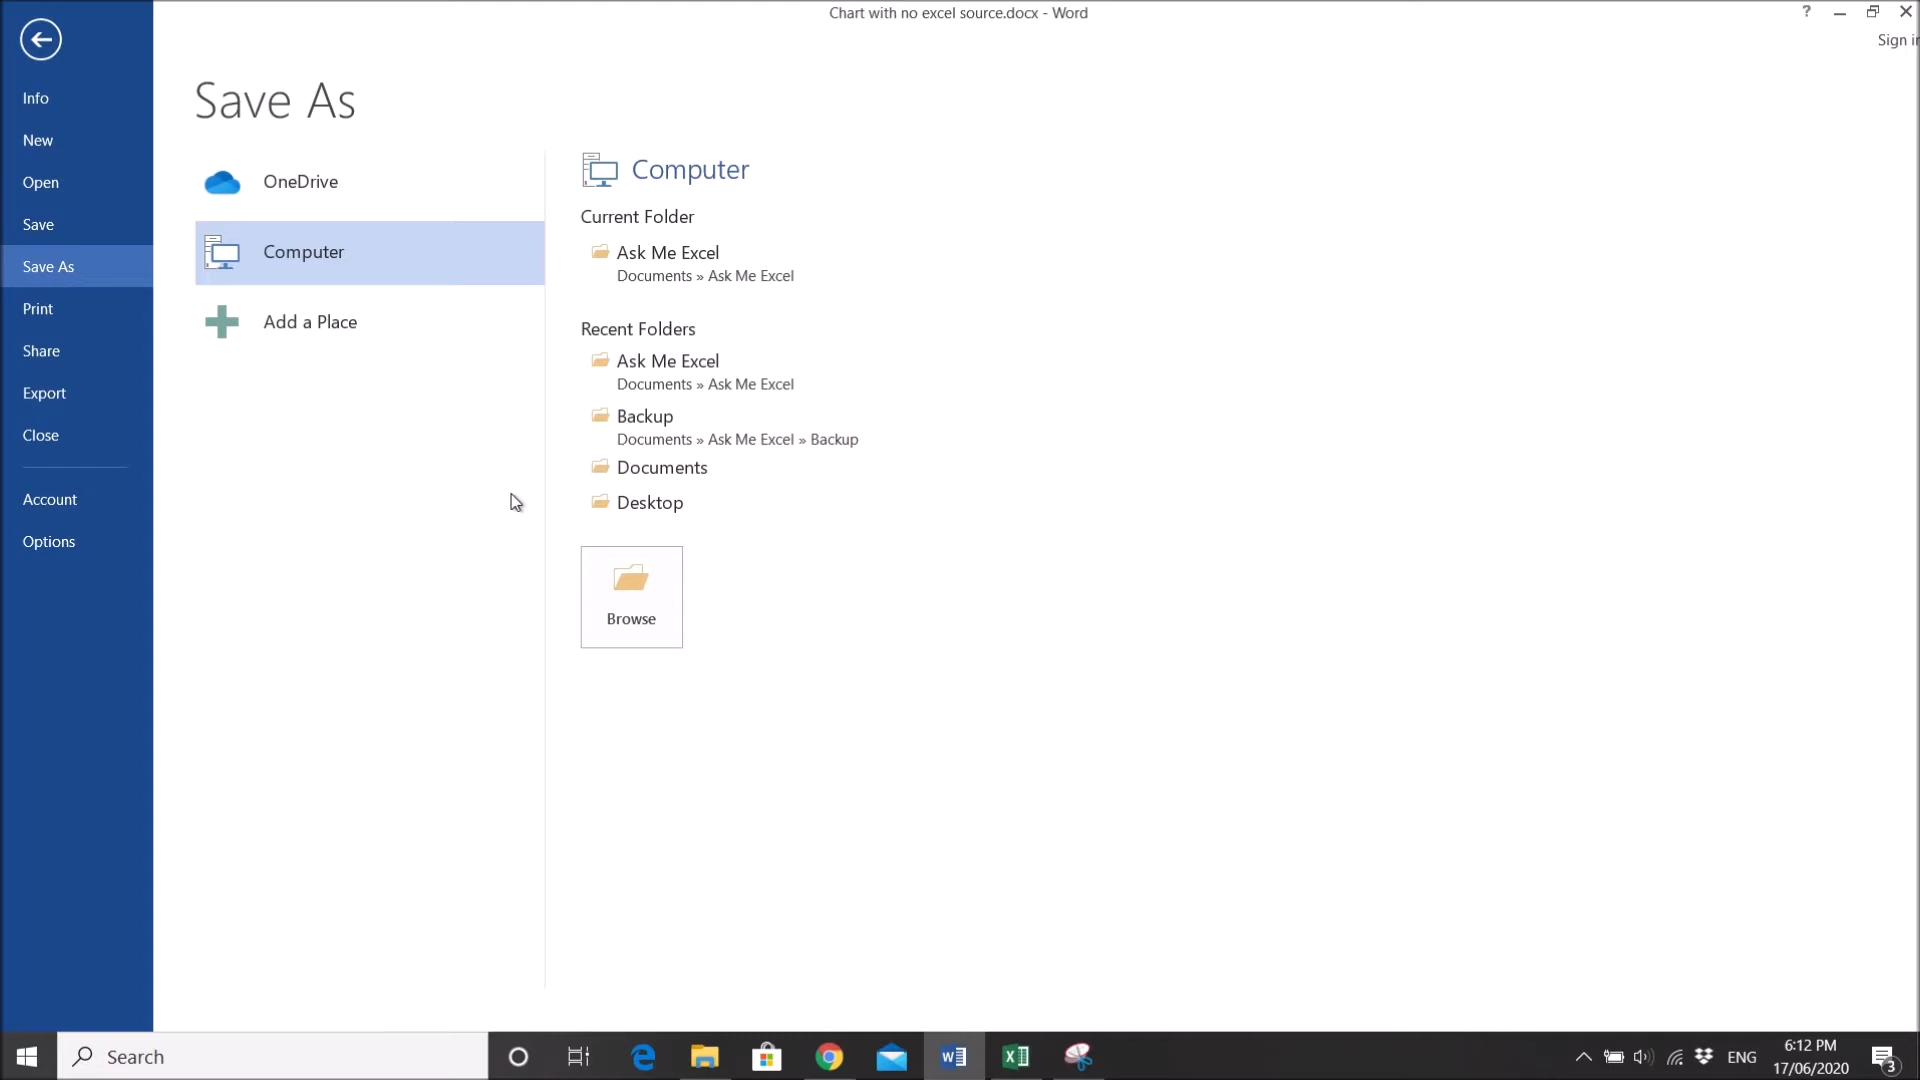 Chart with no excel source.docx - Word
?
Sign in
Info
New
Open
Save
Save As
Print
Share
Export
Close
Account
Options
Save As
OneDrive
Computer
Add a Place
Computer
Current Folder
Ask Me Excel
Documents » Ask Me Excel
Recent Folders
Ask Me Excel
Documents » Ask Me Excel
Backup
Documents » Ask Me Excel » Backup
Documents
Desktop
Browse
Search
ENG
6:12 PM
17/06/2020
3